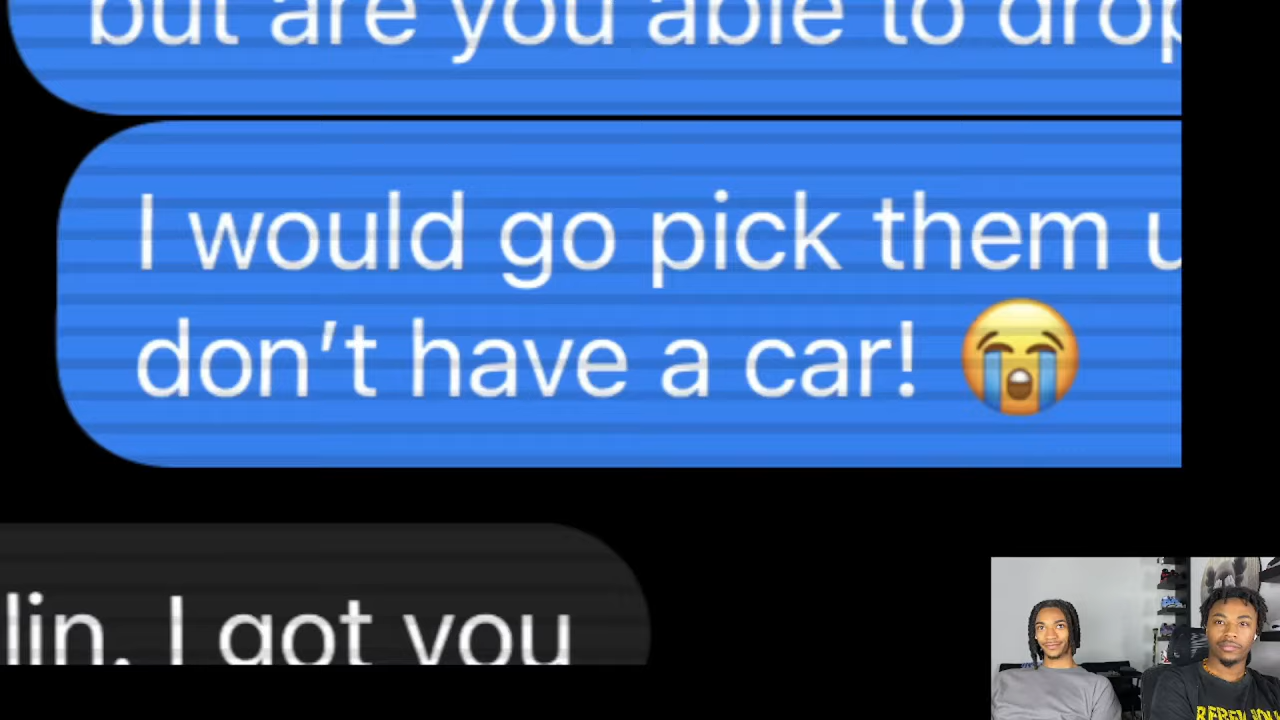 but are you able to drop
I would go pick them u
don’t have a car! 😭
lin, I got you